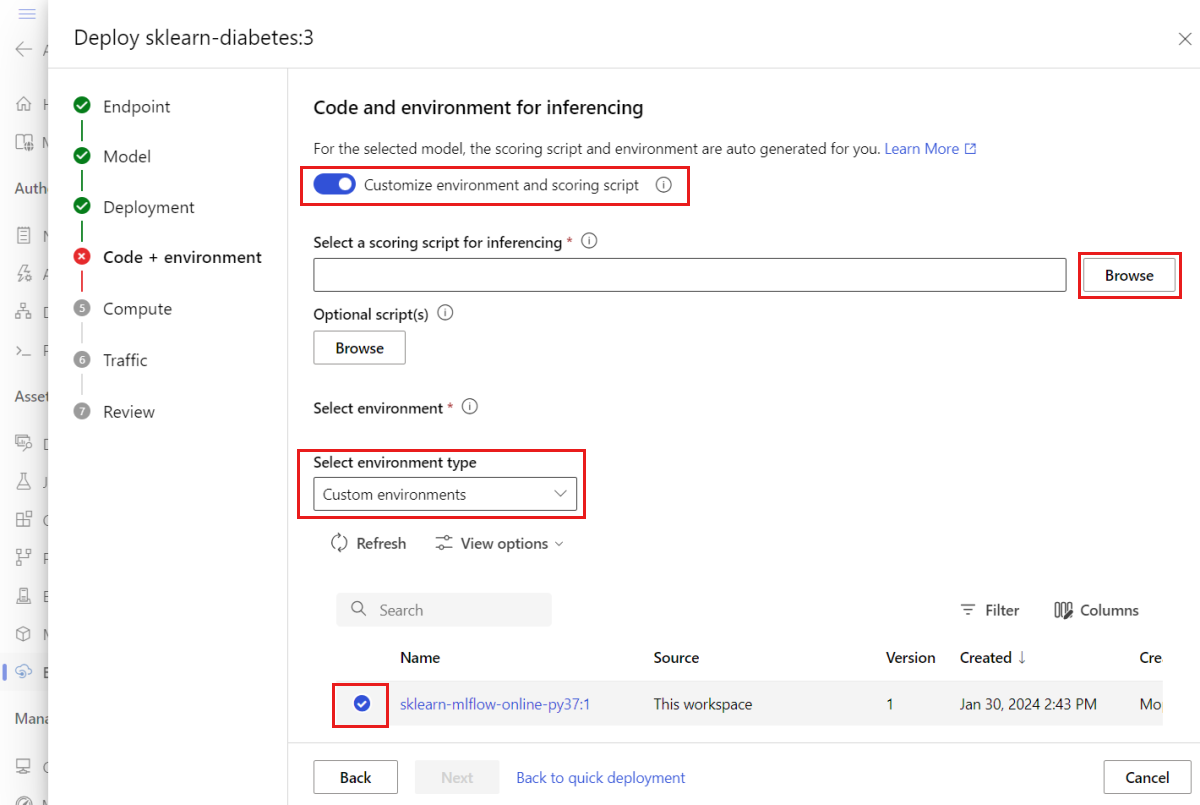 Deploy sklearn-diabetes:3
Endpoint
Model
Deployment
Code + environment
5 Compute
6 Traffic
7 Review
Code and environment for inferencing
For the selected model, the scoring script and environment are auto generated for you. Learn More
Customize environment and scoring script
Select a scoring script for inferencing *
Browse
Optional script(s)
Browse
Select environment *
Select environment type
Custom environments
Refresh View options
Search
Filter Columns
Name Source Version Created ↓ Cre
sklearn-mlflow-online-py37:1 This workspace 1 Jan 30, 2024 2:43 PM Mo
Back Next Back to quick deployment Cancel
Auth
Asset
Mana